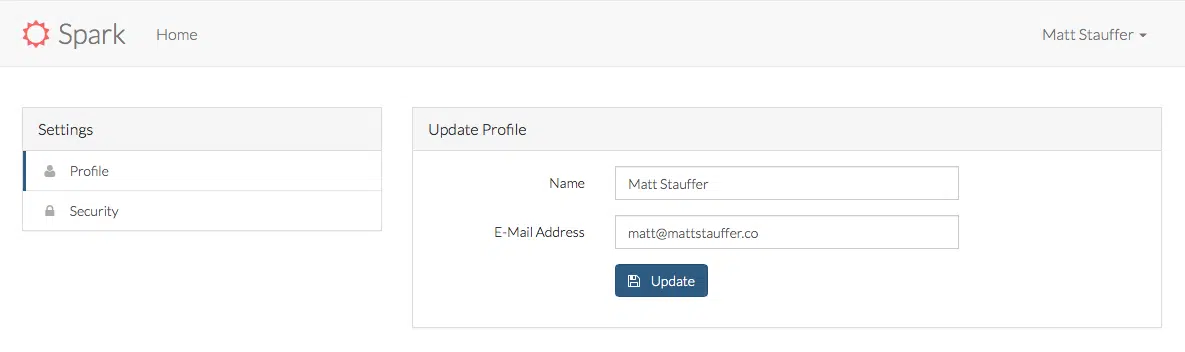 Spark Home Matt Stauffer
Settings
Profile
Security
Update Profile
Name Matt Stauffer
E-Mail Address matt@mattstauffer.co
Update